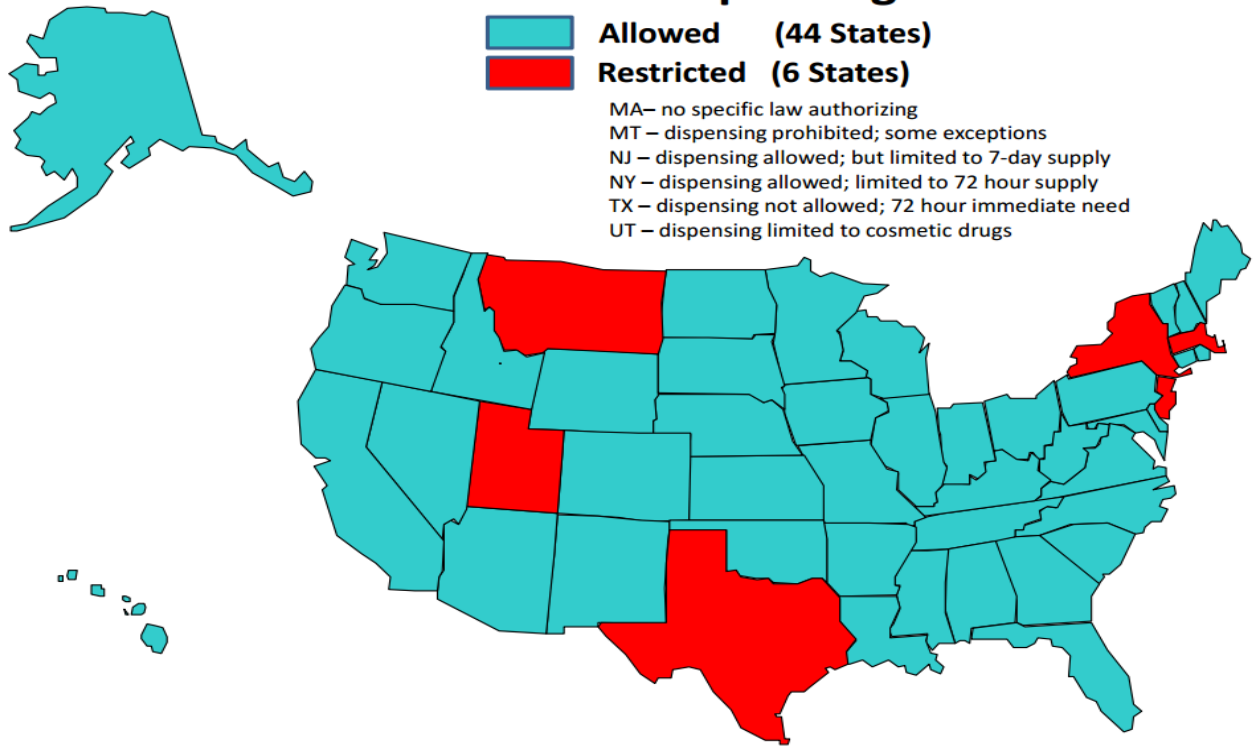 Allowed (44 States)
Restricted (6 States)
MA– no specific law authorizing
MT – dispensing prohibited; some exceptions
NJ – dispensing allowed; but limited to 7-day supply
NY – dispensing allowed; limited to 72 hour supply
TX – dispensing not allowed; 72 hour immediate need
UT – dispensing limited to cosmetic drugs